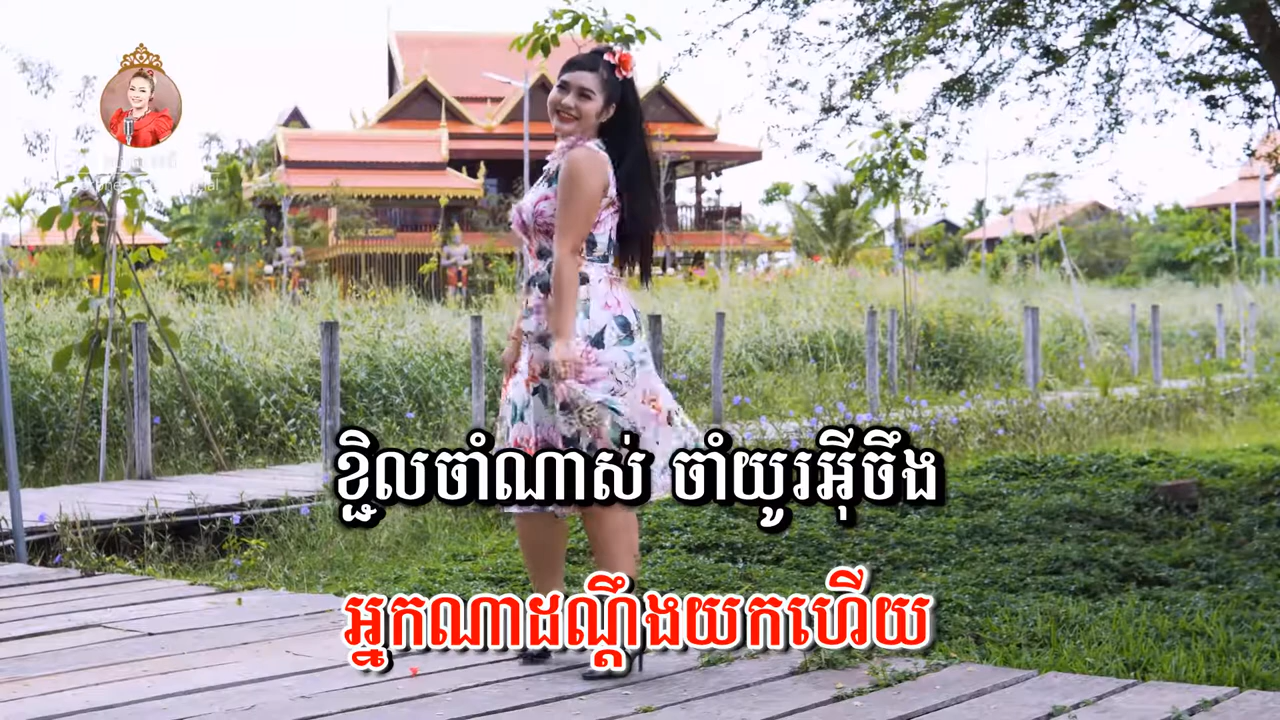 ខ្ជិលចាំណាស់ ចាំយូរអ៊ីចឹង
អ្នកណាដណ្តឹងយកហើយ